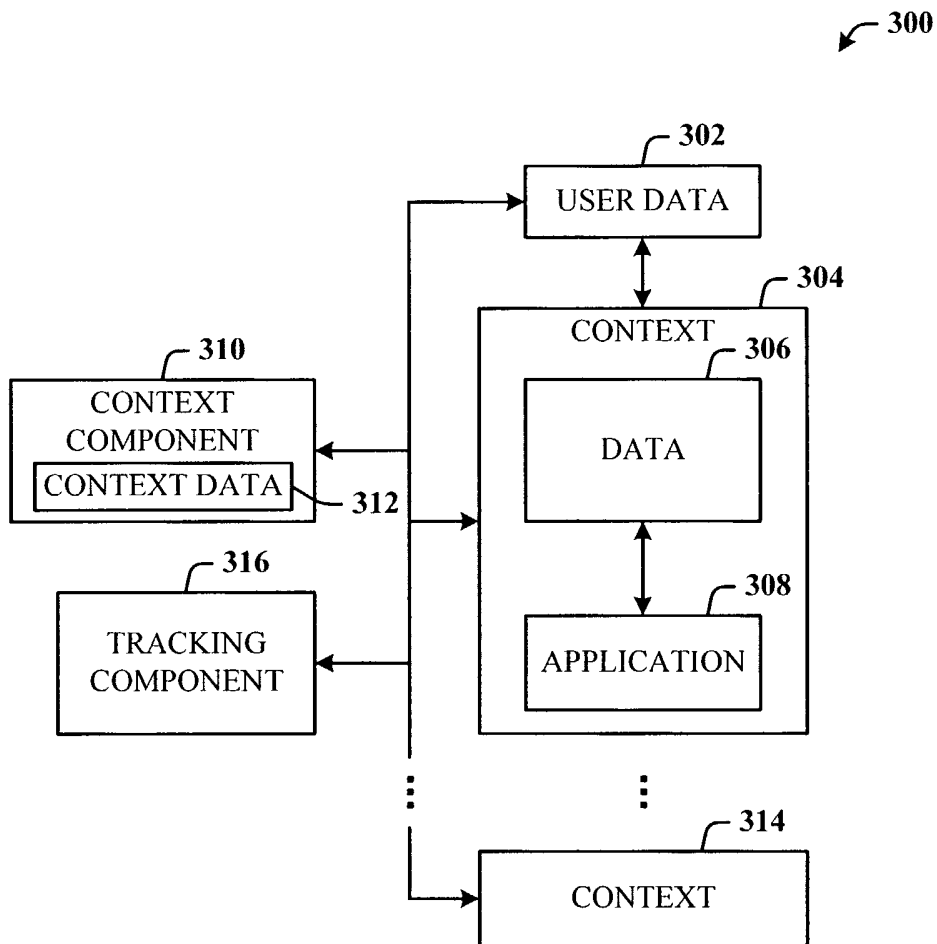 300
302
USER DATA
304
CONTEXT
306
DATA
310
CONTEXT
COMPONENT
CONTEXT DATA
312
316
TRACKING
COMPONENT
308
APPLICATION
314
CONTEXT